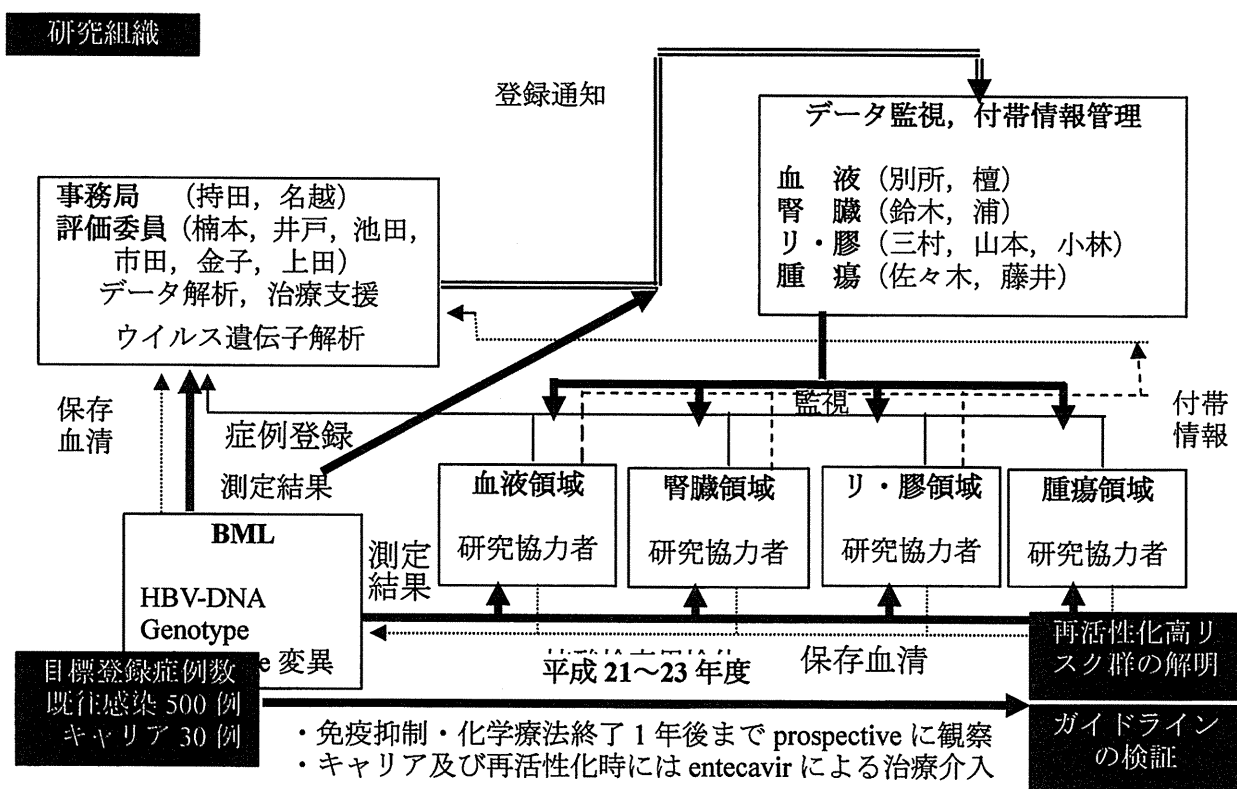 研究組織
登録通知
データ監視，付帯情報管理
血　液（別所，檀）
腎　臓（鈴木，浦）
リ・膠（三村，山本，小林）
腫　瘍（佐々木，藤井）
事務局　（持田，名越）
評価委員（楠本，井戸，池田，
市田，金子，上田）
データ解析，治療支援
ウイルス遺伝子解析
保存
血清
症例登録
測定結果
監視
付帯
情報
血液領域
研究協力者
腎臓領域
研究協力者
リ・膠領域
研究協力者
腫瘍領域
研究協力者
BML
HBV-DNA
Genotype
e 変異
測定
結果
保存血清
平成 21～23 年度
目標登録症例数
既往感染 500 例
キャリア 30 例
再活性化高リ
スク群の解明
ガイドライン
の検証
・免疫抑制・化学療法終了 1 年後まで prospective に観察
・キャリア及び再活性化時には entecavir による治療介入